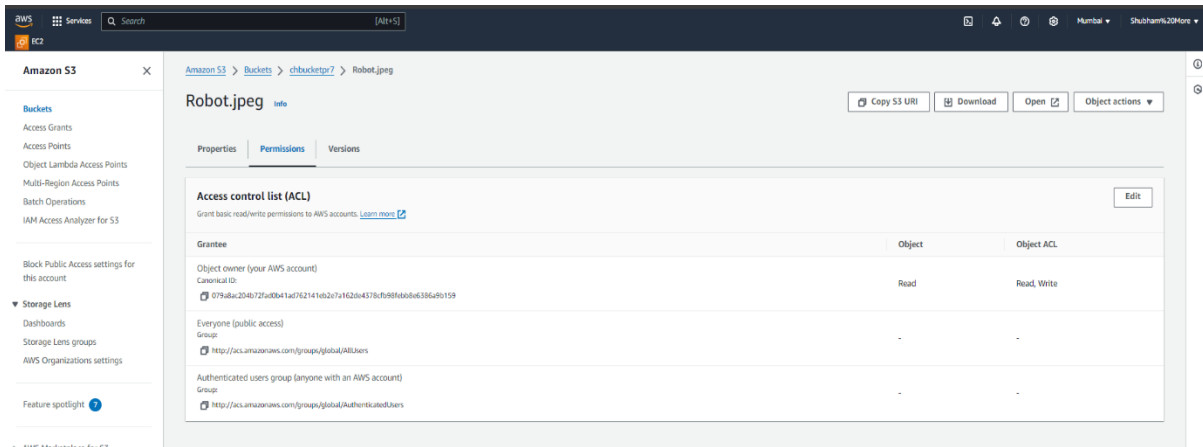 aws Services Search [Alt+S] Mumbai Shubham%20More
EC2
Amazon S3
Buckets
Access Grants
Access Points
Object Lambda Access Points
Multi-Region Access Points
Batch Operations
IAM Access Analyzer for S3
Block Public Access settings for
this account
Storage Lens
Dashboards
Storage Lens groups
AWS Organizations settings
Feature spotlight 7
AWS Marketplace for S3
Amazon S3 > Buckets > chbucketpr7 > Robot.jpeg
Robot.jpeg Info
Copy S3 URI Download Open Object actions
Properties Permissions Versions
Access control list (ACL) Edit
Grant basic read/write permissions to AWS accounts. Learn more
Grantee Object Object ACL
Object owner (your AWS account)
Canonical ID:
Read Read, Write
Everyone (public access)
Group:
- -
http://acs.amazonaws.com/groups/global/AllUsers
Authenticated users group (anyone with an AWS account)
Group:
- -
http://acs.amazonaws.com/groups/global/AuthenticatedUsers